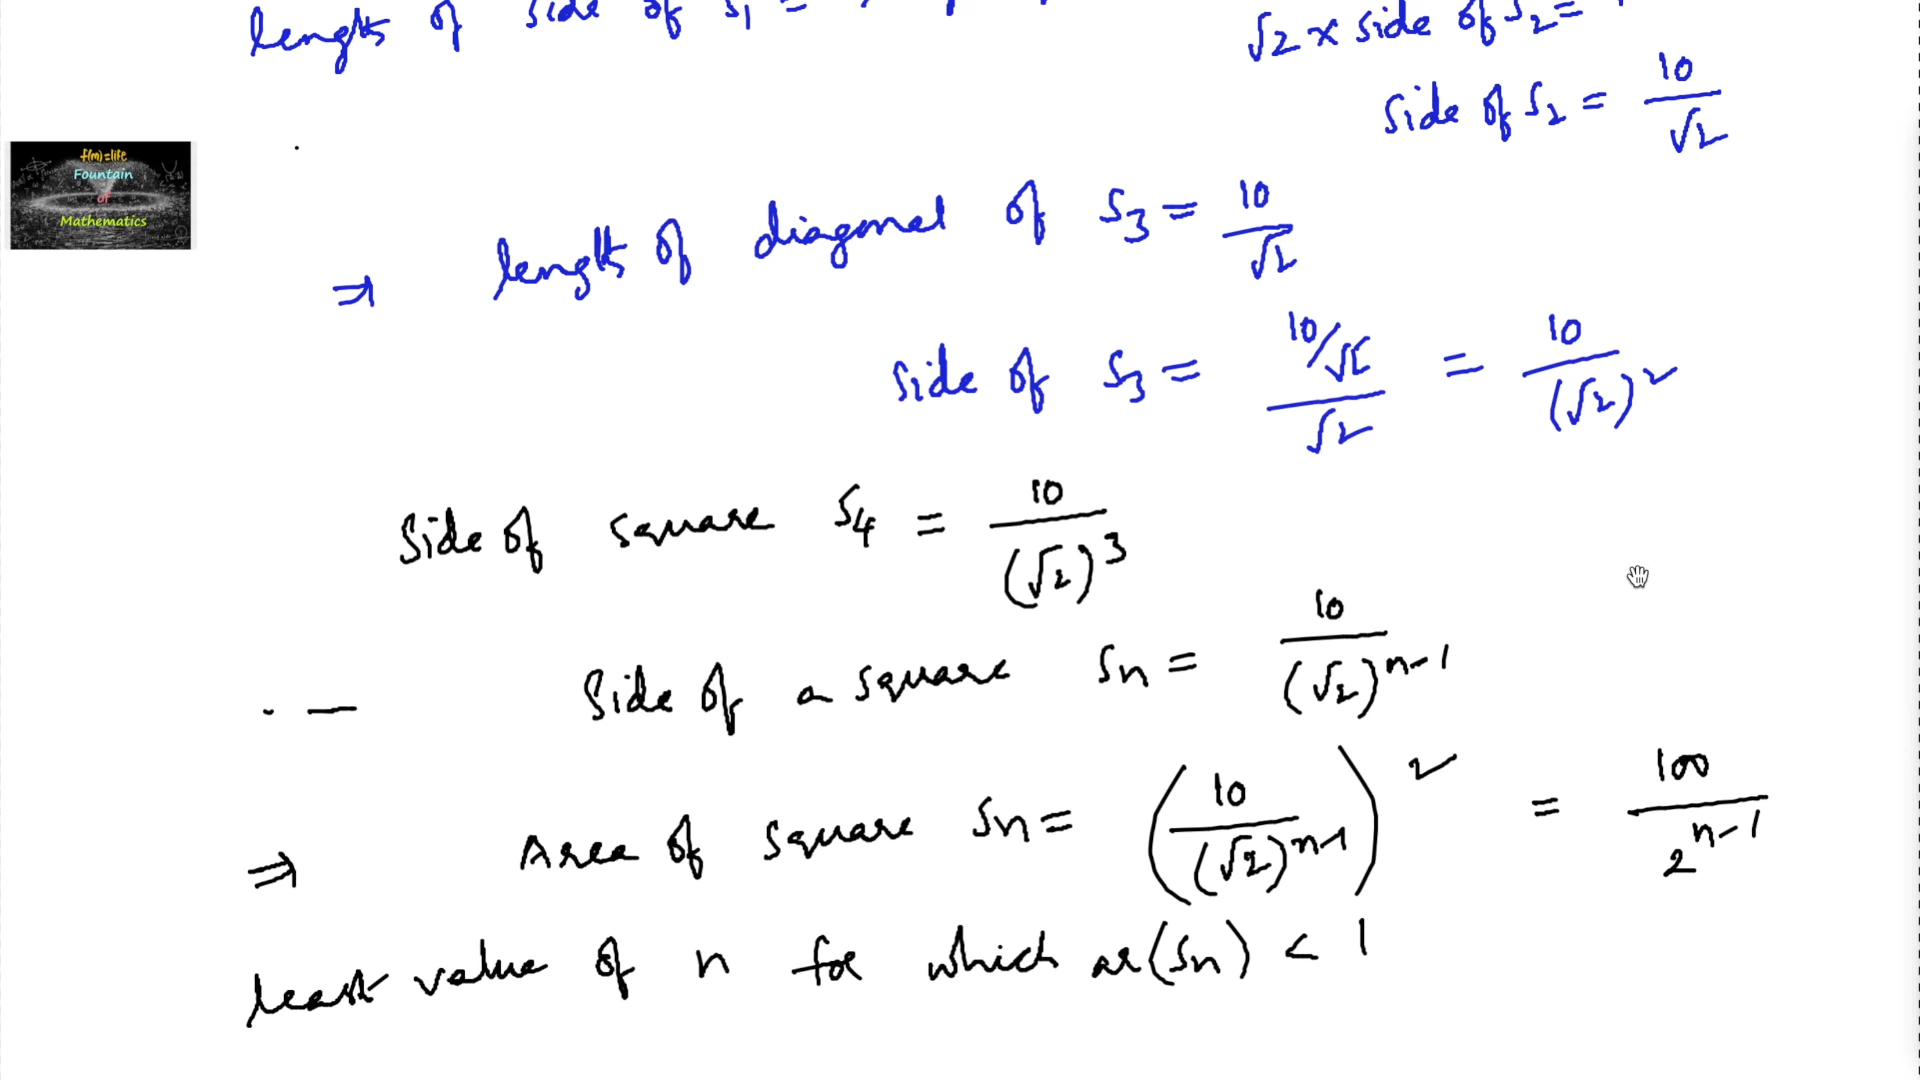 length of side of S1 =
√2 × side of S2 =
side of S2 = 10/√2
f(m)=life
Fountain
of
Mathematics
⇒ length of diagonal of S3 = 10/√2
side of S3 = (10/√2)/√2 = 10/(√2)^2
Side of square S4 = 10/(√2)^3
. — Side of a square Sn = 10/(√2)^(n-1)
⇒ Area of square Sn = (10/(√2)^(n-1))^2 = 100/2^(n-1)
least value of n for which ar(Sn) < 1